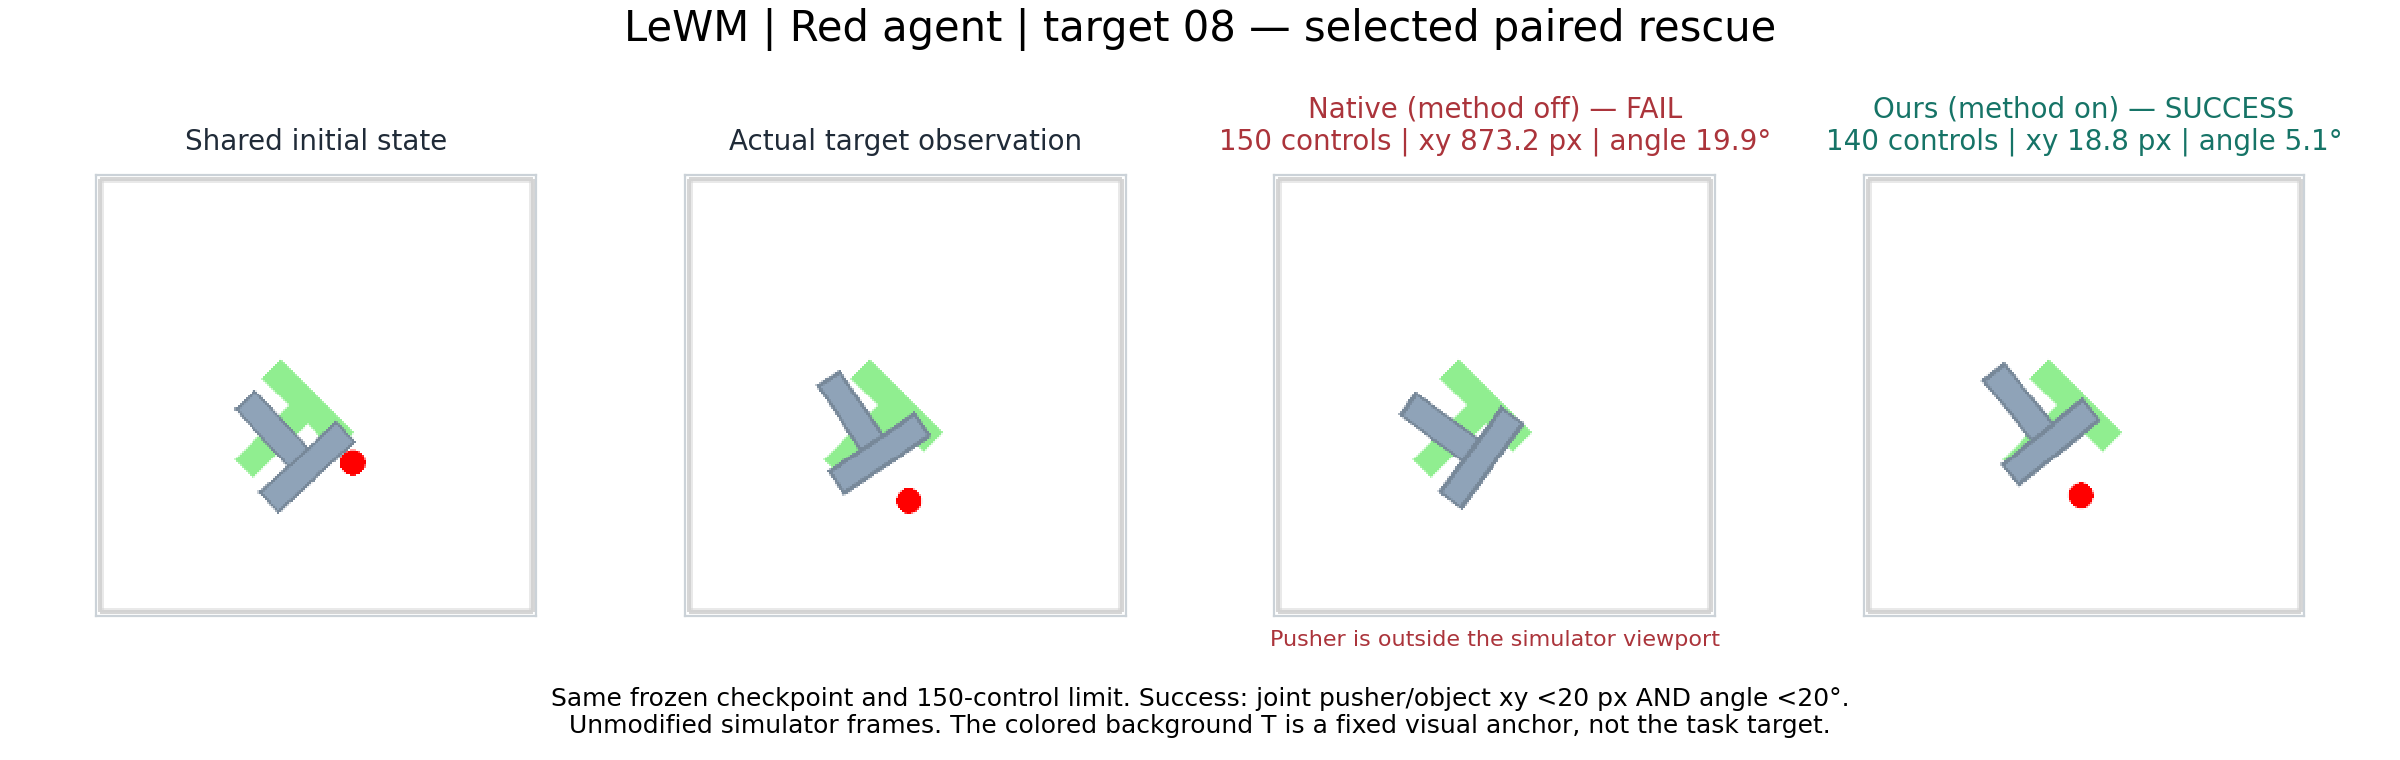 LeWM | Red agent | target 08 — selected paired rescue
Shared initial state
Actual target observation
Native (method off) — FAIL
150 controls | xy 873.2 px | angle 19.9°
Ours (method on) — SUCCESS
140 controls | xy 18.8 px | angle 5.1°
Pusher is outside the simulator viewport
Same frozen checkpoint and 150-control limit. Success: joint pusher/object xy <20 px AND angle <20°.
Unmodified simulator frames. The colored background T is a fixed visual anchor, not the task target.